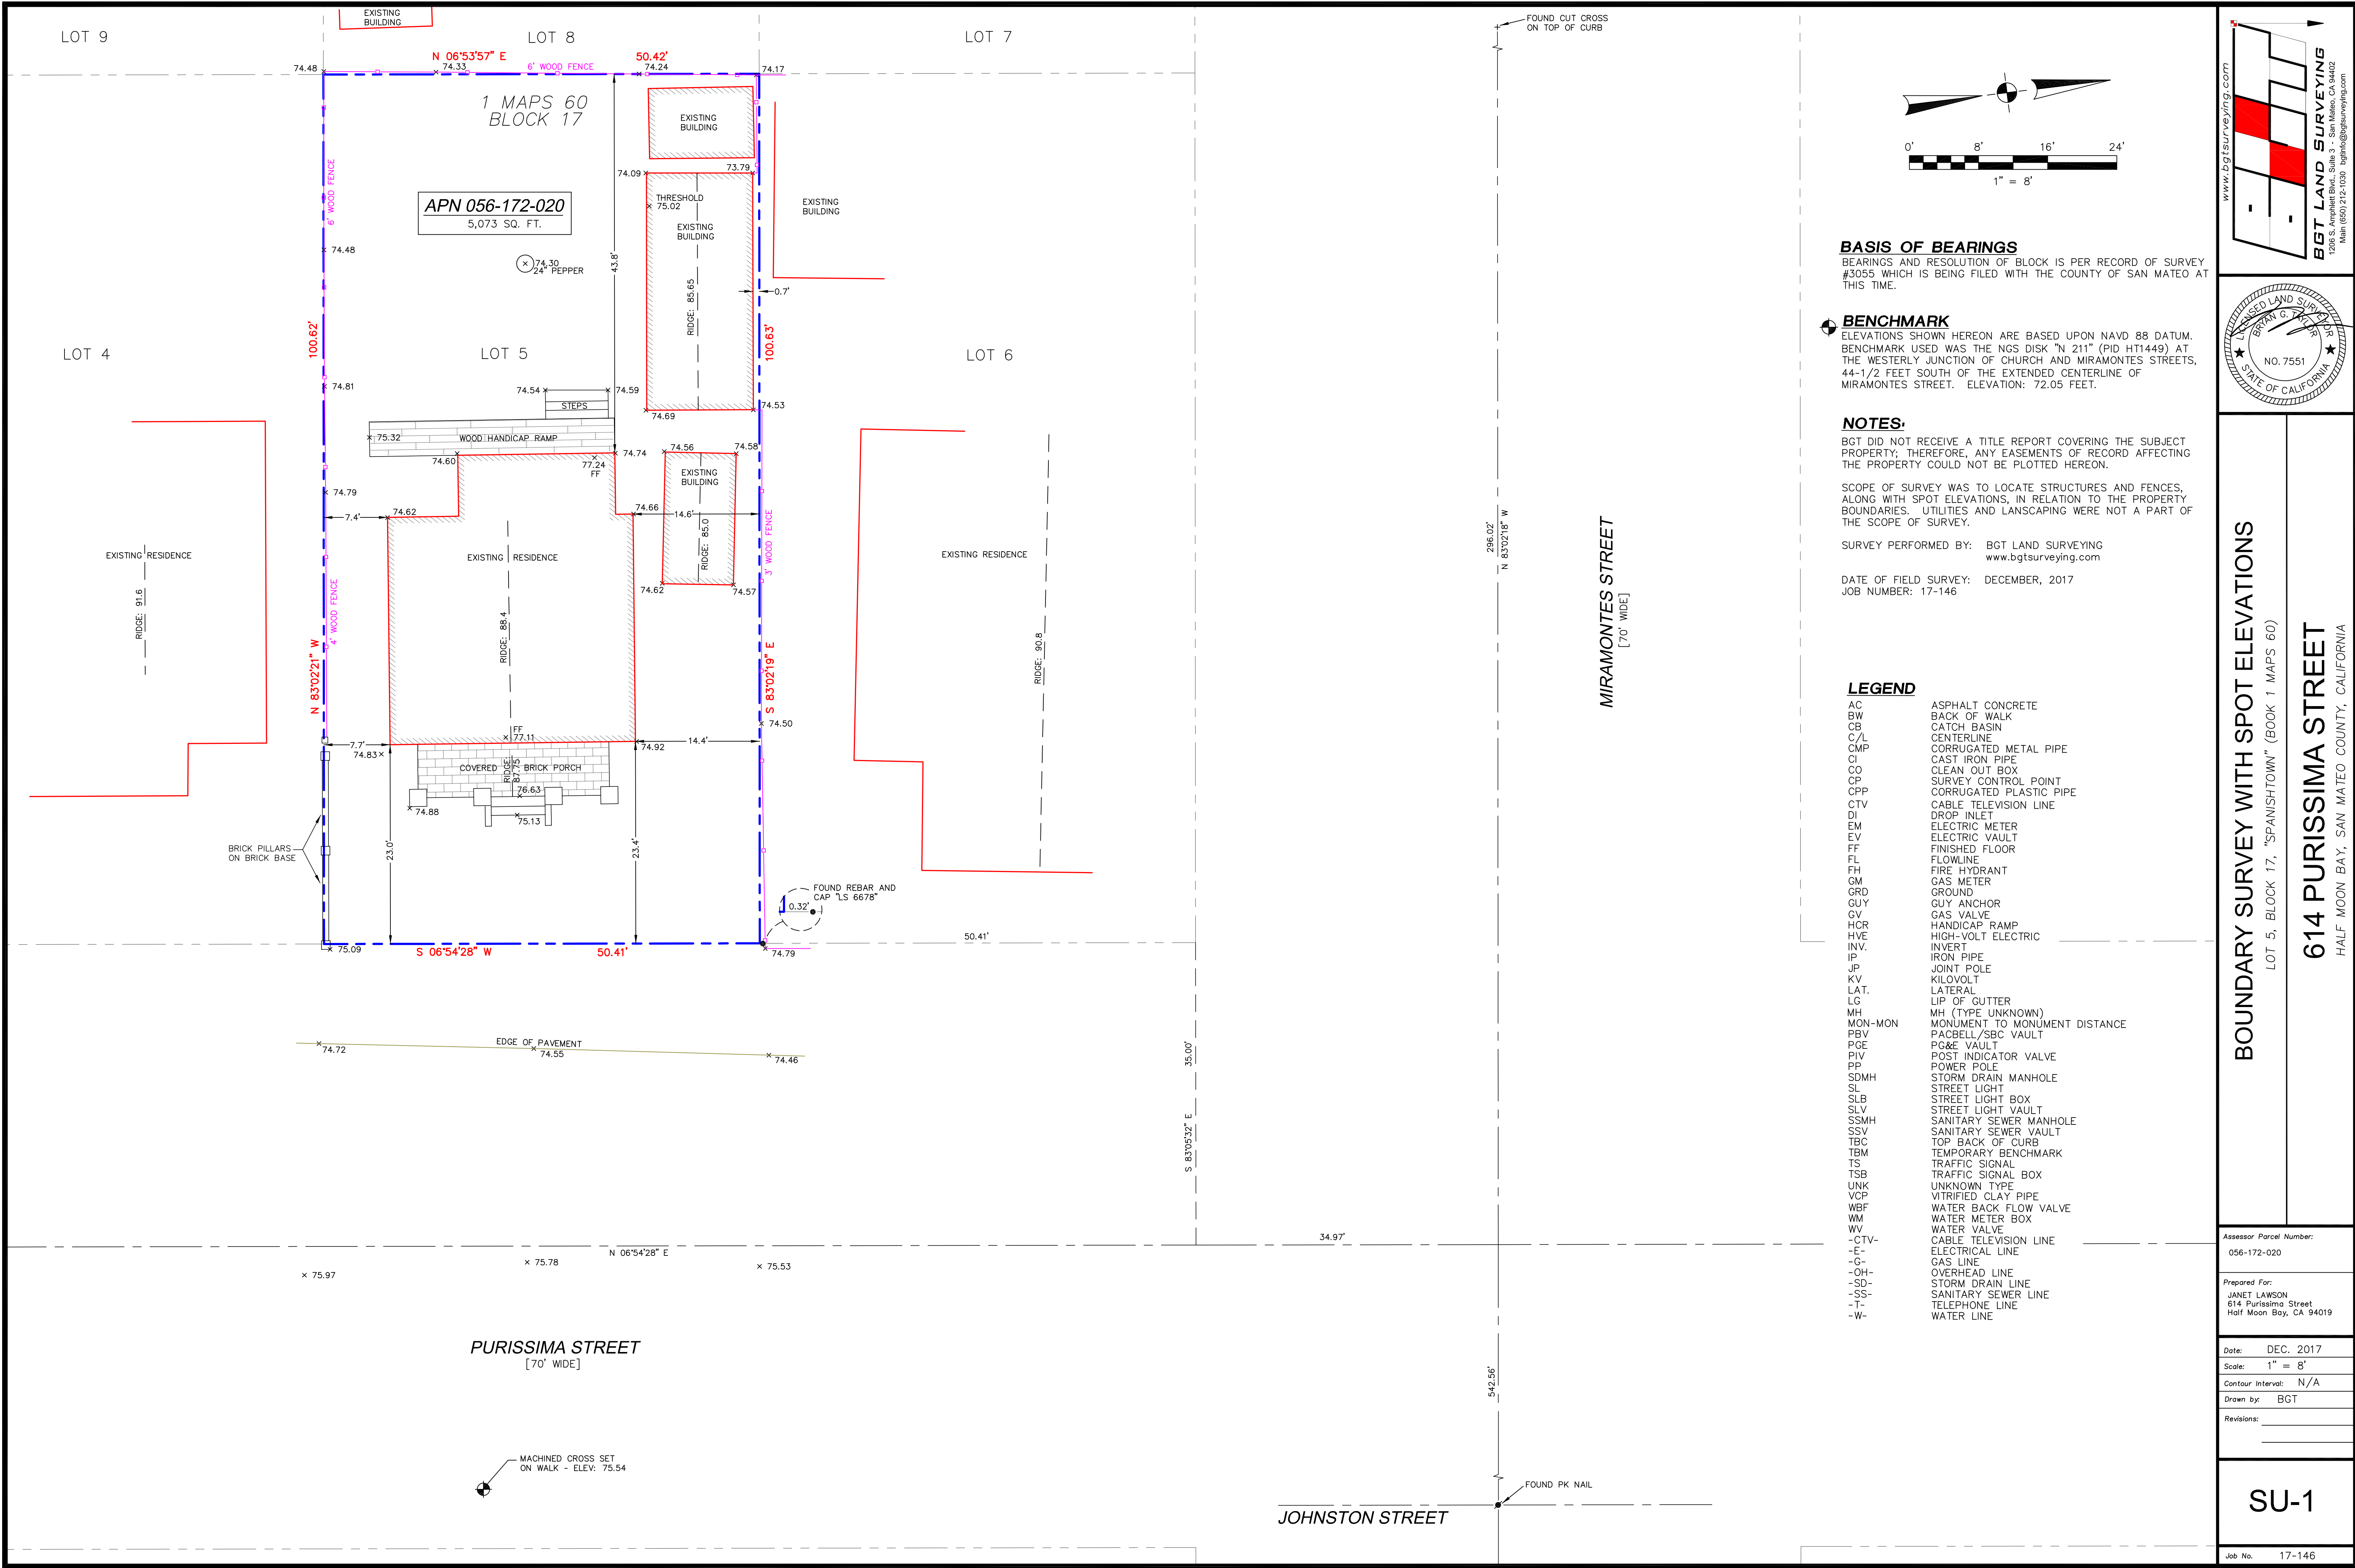 EXISTING
BUILDING
LOT 9
LOT 8
LOT 7
N 06°53'57" E
50.42'
74.48
74.33
6' WOOD FENCE
74.24
74.17
1 MAPS 60
BLOCK 17
EXISTING
BUILDING
6' WOOD FENCE
APN 056-172-020
5,073 SQ. FT.
74.09
73.79
THRESHOLD
75.02
EXISTING
BUILDING
EXISTING
BUILDING
74.48
74.30
24" PEPPER
43.8'
RIDGE: 85.65
0.7'
100.62'
100.63'
LOT 4
LOT 5
LOT 6
74.81
74.54
74.59
STEPS
74.69
74.53
75.32
WOOD HANDICAP RAMP
74.60
77.24
FF
74.74
74.56
74.58
EXISTING
BUILDING
74.79
7.4'
74.62
74.66
14.6'
RIDGE: 85.0
3' WOOD FENCE
EXISTING RESIDENCE
RIDGE: 91.6
EXISTING RESIDENCE
RIDGE: 88.4
EXISTING RESIDENCE
RIDGE: 90.8
4' WOOD FENCE
74.62
74.57
N 83°02'21" W
S 83°02'19" E
74.50
7.7'
74.83
FF
77.11
74.92
14.4'
COVERED BRICK PORCH
RIDGE:
87.75
76.63
74.88
75.13
BRICK PILLARS
ON BRICK BASE
23.0'
23.4'
FOUND REBAR AND
CAP "LS 6678"
0.32'
75.09
S 06°54'28" W
50.41'
74.79
50.41'
EDGE OF PAVEMENT
74.72
74.55
74.46
35.00'
S 83°05'32" E
N 06°54'28" E
34.97'
75.97
75.78
75.53
PURISSIMA STREET
[70' WIDE]
MACHINED CROSS SET
ON WALK - ELEV: 75.54
FOUND CUT CROSS
ON TOP OF CURB
296.02'
N 83°02'18" W
MIRAMONTES STREET
[70' WIDE]
542.56'
FOUND PK NAIL
JOHNSTON STREET
0' 8' 16' 24'
1" = 8'
BASIS OF BEARINGS
BEARINGS AND RESOLUTION OF BLOCK IS PER RECORD OF SURVEY
#3055 WHICH IS BEING FILED WITH THE COUNTY OF SAN MATEO AT
THIS TIME.
BENCHMARK
ELEVATIONS SHOWN HEREON ARE BASED UPON NAVD 88 DATUM.
BENCHMARK USED WAS THE NGS DISK "N 211" (PID HT1449) AT
THE WESTERLY JUNCTION OF CHURCH AND MIRAMONTES STREETS,
44-1/2 FEET SOUTH OF THE EXTENDED CENTERLINE OF
MIRAMONTES STREET. ELEVATION: 72.05 FEET.
NOTES:
BGT DID NOT RECEIVE A TITLE REPORT COVERING THE SUBJECT
PROPERTY; THEREFORE, ANY EASEMENTS OF RECORD AFFECTING
THE PROPERTY COULD NOT BE PLOTTED HEREON.
SCOPE OF SURVEY WAS TO LOCATE STRUCTURES AND FENCES,
ALONG WITH SPOT ELEVATIONS, IN RELATION TO THE PROPERTY
BOUNDARIES. UTILITIES AND LANSCAPING WERE NOT A PART OF
THE SCOPE OF SURVEY.
SURVEY PERFORMED BY: BGT LAND SURVEYING
www.bgtsurveying.com
DATE OF FIELD SURVEY: DECEMBER, 2017
JOB NUMBER: 17-146
LEGEND
AC ASPHALT CONCRETE
BW BACK OF WALK
CB CATCH BASIN
C/L CENTERLINE
CMP CORRUGATED METAL PIPE
CI CAST IRON PIPE
CO CLEAN OUT BOX
CP SURVEY CONTROL POINT
CPP CORRUGATED PLASTIC PIPE
CTV CABLE TELEVISION LINE
DI DROP INLET
EM ELECTRIC METER
EV ELECTRIC VAULT
FF FINISHED FLOOR
FL FLOWLINE
FH FIRE HYDRANT
GM GAS METER
GRD GROUND
GUY GUY ANCHOR
GV GAS VALVE
HCR HANDICAP RAMP
HVE HIGH-VOLT ELECTRIC
INV. INVERT
IP IRON PIPE
JP JOINT POLE
KV KILOVOLT
LAT. LATERAL
LG LIP OF GUTTER
MH MH (TYPE UNKNOWN)
MON-MON MONUMENT TO MONUMENT DISTANCE
PBV PACBELL/SBC VAULT
PGE PG&E VAULT
PIV POST INDICATOR VALVE
PP POWER POLE
SDMH STORM DRAIN MANHOLE
SL STREET LIGHT
SLB STREET LIGHT BOX
SLV STREET LIGHT VAULT
SSMH SANITARY SEWER MANHOLE
SSV SANITARY SEWER VAULT
TBC TOP BACK OF CURB
TBM TEMPORARY BENCHMARK
TS TRAFFIC SIGNAL
TSB TRAFFIC SIGNAL BOX
UNK UNKNOWN TYPE
VCP VITRIFIED CLAY PIPE
WBF WATER BACK FLOW VALVE
WM WATER METER BOX
WV WATER VALVE
-CTV- CABLE TELEVISION LINE
-E- ELECTRICAL LINE
-G- GAS LINE
-OH- OVERHEAD LINE
-SD- STORM DRAIN LINE
-SS- SANITARY SEWER LINE
-T- TELEPHONE LINE
-W- WATER LINE
www.bgtsurveying.com
BGT LAND SURVEYING
1206 S. Amphlett Blvd., Suite 3 - San Mateo, CA 94402
Main (650) 212-1030 bgtinfo@bgtsurveying.com
LICENSED LAND SURVEYOR
BRYAN G. TAYLOR
NO. 7551
STATE OF CALIFORNIA
BOUNDARY SURVEY WITH SPOT ELEVATIONS
LOT 5, BLOCK 17, "SPANISHTOWN" (BOOK 1 MAPS 60)
614 PURISSIMA STREET
HALF MOON BAY, SAN MATEO COUNTY, CALIFORNIA
Assessor Parcel Number:
056-172-020
Prepared For:
JANET LAWSON
614 Purissima Street
Half Moon Bay, CA 94019
Date: DEC. 2017
Scale: 1" = 8'
Contour Interval: N/A
Drawn by: BGT
Revisions:
SU-1
Job No. 17-146